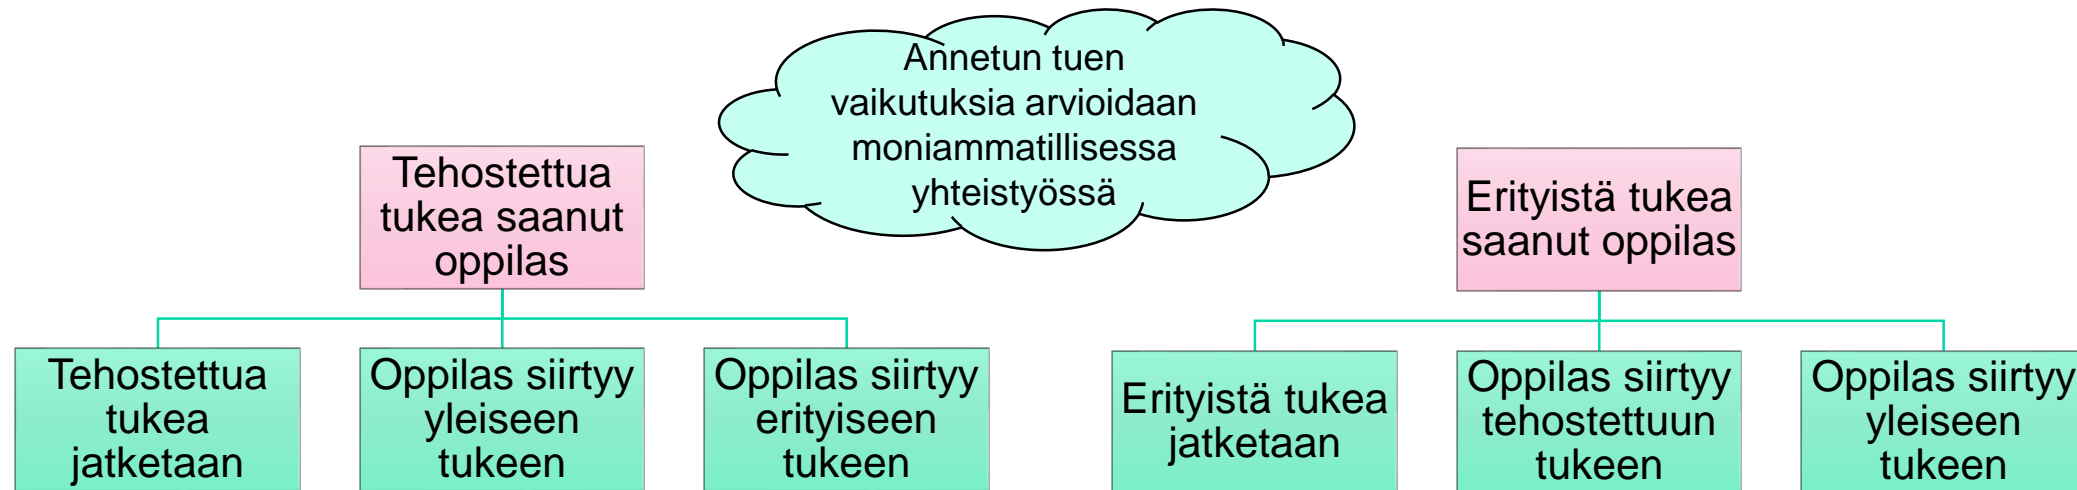 Annetun tuen
vaikutuksia arvioidaan
moniammatillisessa
yhteistyössä
Tehostettua
tukea saanut
oppilas
Erityistä tukea
saanut oppilas
Tehostettua
tukea
jatketaan
Oppilas siirtyy
yleiseen
tukeen
Oppilas siirtyy
erityiseen
tukeen
Erityistä tukea
jatketaan
Oppilas siirtyy
tehostettuun
tukeen
Oppilas siirtyy
yleiseen
tukeen